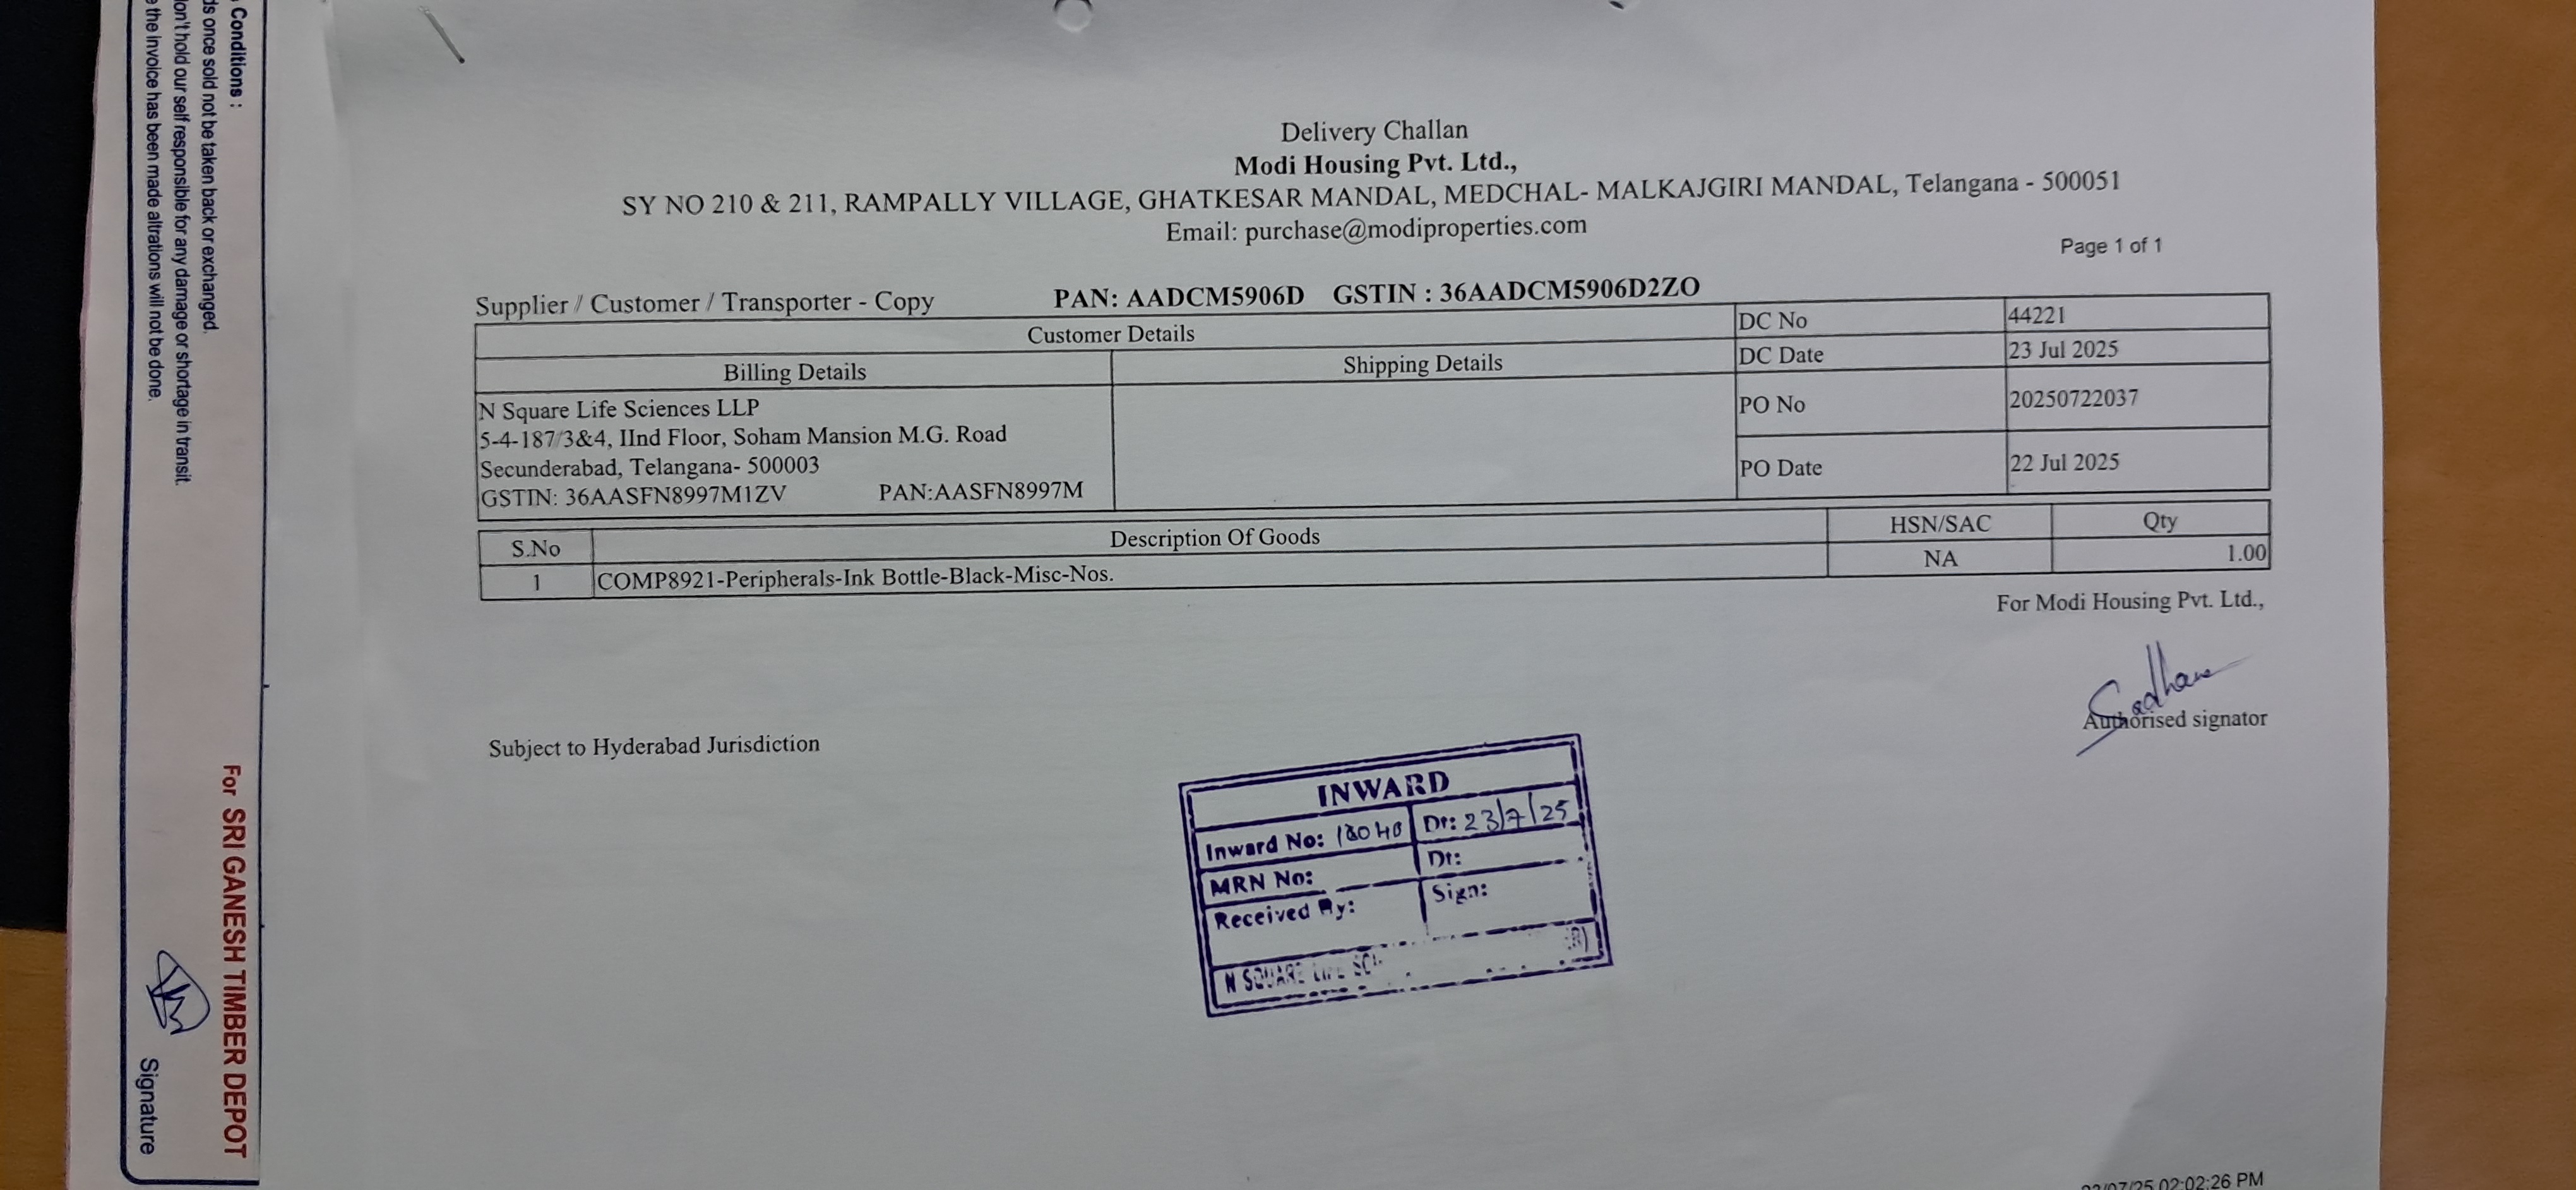 Conditions :
ds once sold not be taken back or exchanged.
on't hold our self responsible for any damage or shortage in transit.
e the invoice has been made altrations will not be done.
For SRI GANESH TIMBER DEPOT
Signature
Delivery Challan
Modi Housing Pvt. Ltd.,
SY NO 210 & 211, RAMPALLY VILLAGE, GHATKESAR MANDAL, MEDCHAL- MALKAJGIRI MANDAL, Telangana - 500051
Email: purchase@modiproperties.com
Page 1 of 1
Supplier / Customer / Transporter - Copy PAN: AADCM5906D GSTIN : 36AADCM5906D2ZO
Customer Details
DC No 44221
Billing Details Shipping Details
DC Date 23 Jul 2025
N Square Life Sciences LLP
5-4-187/3&4, IInd Floor, Soham Mansion M.G. Road
Secunderabad, Telangana- 500003
GSTIN: 36AASFN8997M1ZV PAN:AASFN8997M
PO No 20250722037
PO Date 22 Jul 2025
S.No Description Of Goods HSN/SAC Qty
1 COMP8921-Peripherals-Ink Bottle-Black-Misc-Nos. NA 1.00
For Modi Housing Pvt. Ltd.,
Sadhana
Authorised signator
Subject to Hyderabad Jurisdiction
INWARD
Inward No: Dt: 23/7/25
MRN No: Dt:
Received By: Sign:
N SQUARE LIFE
02:02:26 PM